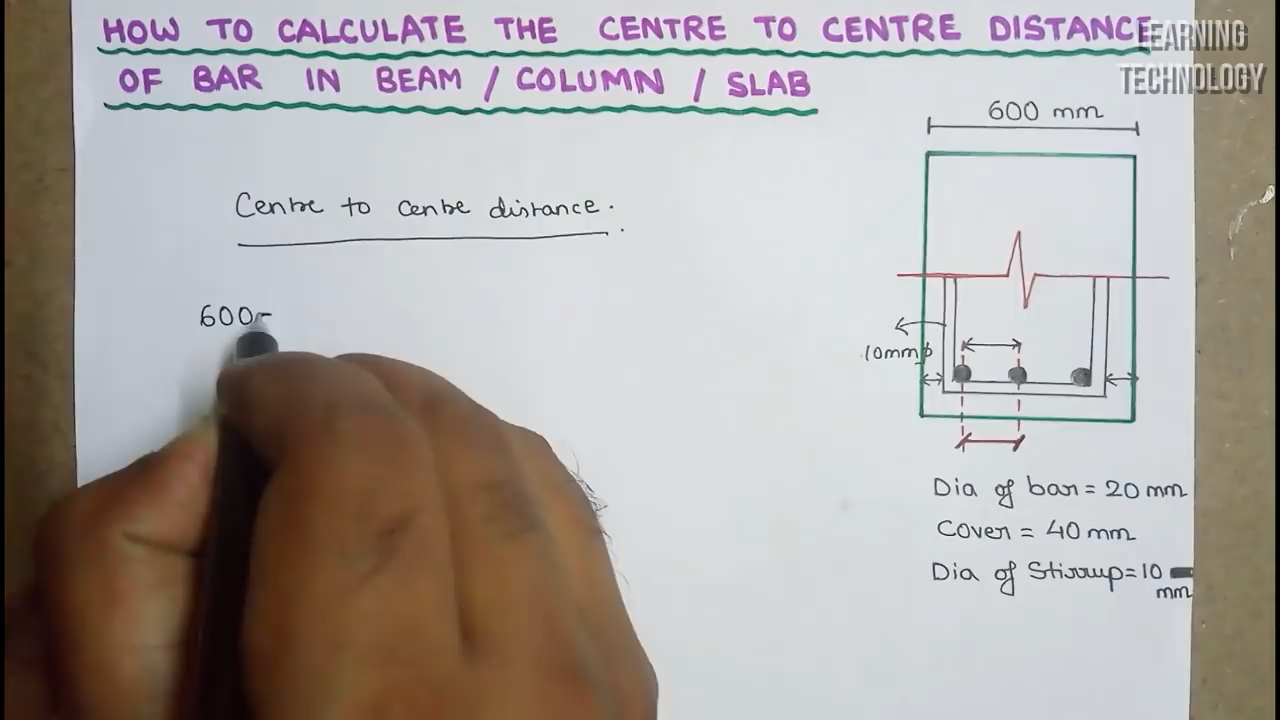 HOW TO CALCULATE THE CENTRE TO CENTRE DISTANCE
OF BAR IN BEAM / COLUMN / SLAB
LEARNING
TECHNOLOGY
600 mm
Centre to centre distance.
600-
10mmϕ
Dia of bar = 20 mm
Cover = 40 mm
Dia of Stirrup = 10
mm